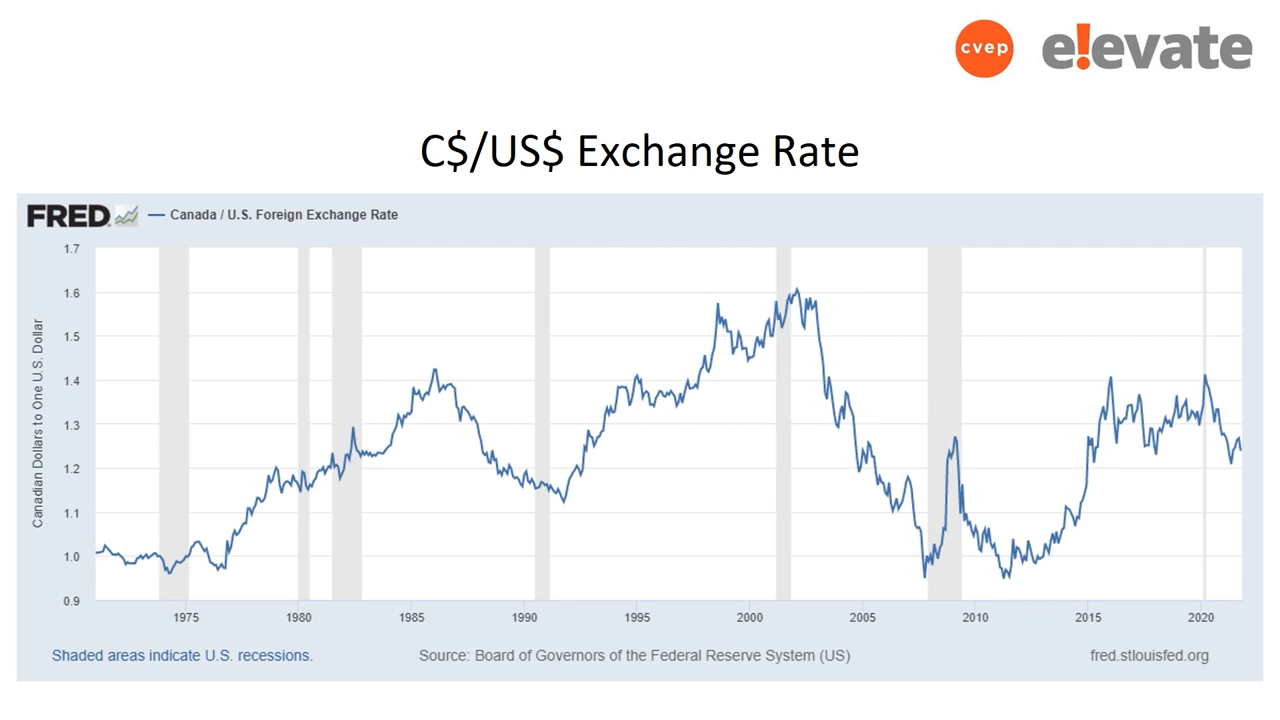 cvep
e!evate
C$/US$ Exchange Rate
FRED
Canada / U.S. Foreign Exchange Rate
Canadian Dollars to One U.S. Dollar
1.7
1.6
1.5
1.4
1.3
1.2
1.1
1.0
0.9
1975 1980 1985 1990 1995 2000 2005 2010 2015 2020
Shaded areas indicate U.S. recessions. Source: Board of Governors of the Federal Reserve System (US) fred.stlouisfed.org